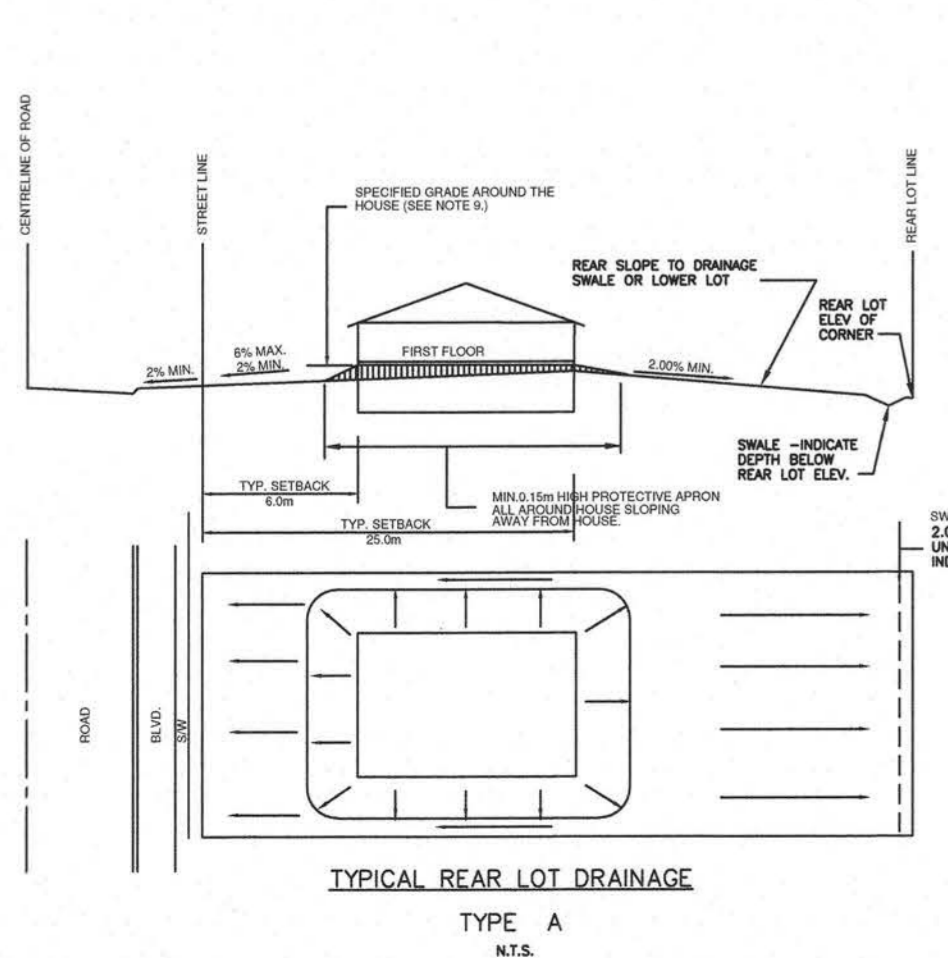 CENTRELINE OF ROAD
STREET LINE
REAR LOT LINE
SPECIFIED GRADE AROUND THE
HOUSE (SEE NOTE 9.)
REAR SLOPE TO DRAINAGE
SWALE OR LOWER LOT
REAR LOT
ELEV OF
CORNER
2% MIN.
6% MAX.
2% MIN.
FIRST FLOOR
2.00% MIN.
SWALE -INDICATE
DEPTH BELOW
REAR LOT ELEV.
TYP. SETBACK
6.0m
MIN.0.15m HIGH PROTECTIVE APRON
ALL AROUND HOUSE SLOPING
AWAY FROM HOUSE.
TYP. SETBACK
25.0m
ROAD
BLVD.
S/W
TYPICAL REAR LOT DRAINAGE
TYPE A
N.T.S.